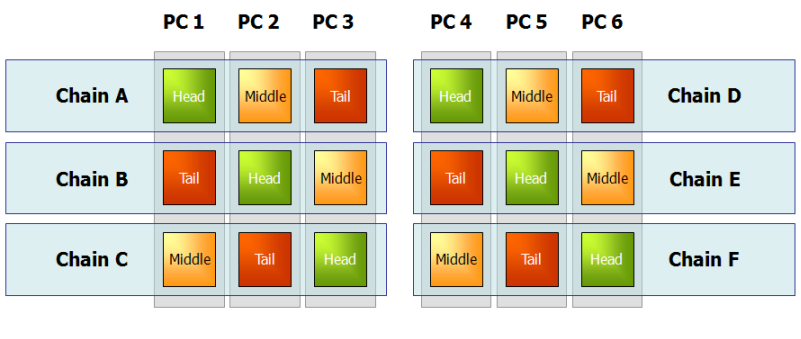 PC 1 PC 2 PC 3 PC 4 PC 5 PC 6
Chain A Head Middle Tail Head Middle Tail Chain D
Chain B Tail Head Middle Tail Head Middle Chain E
Chain C Middle Tail Head Middle Tail Head Chain F